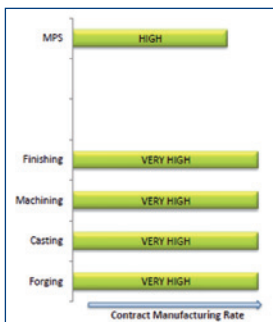 MPS HIGH
Finishing VERY HIGH
Machining VERY HIGH
Casting VERY HIGH
Forging VERY HIGH
Contract Manufacturing Rate